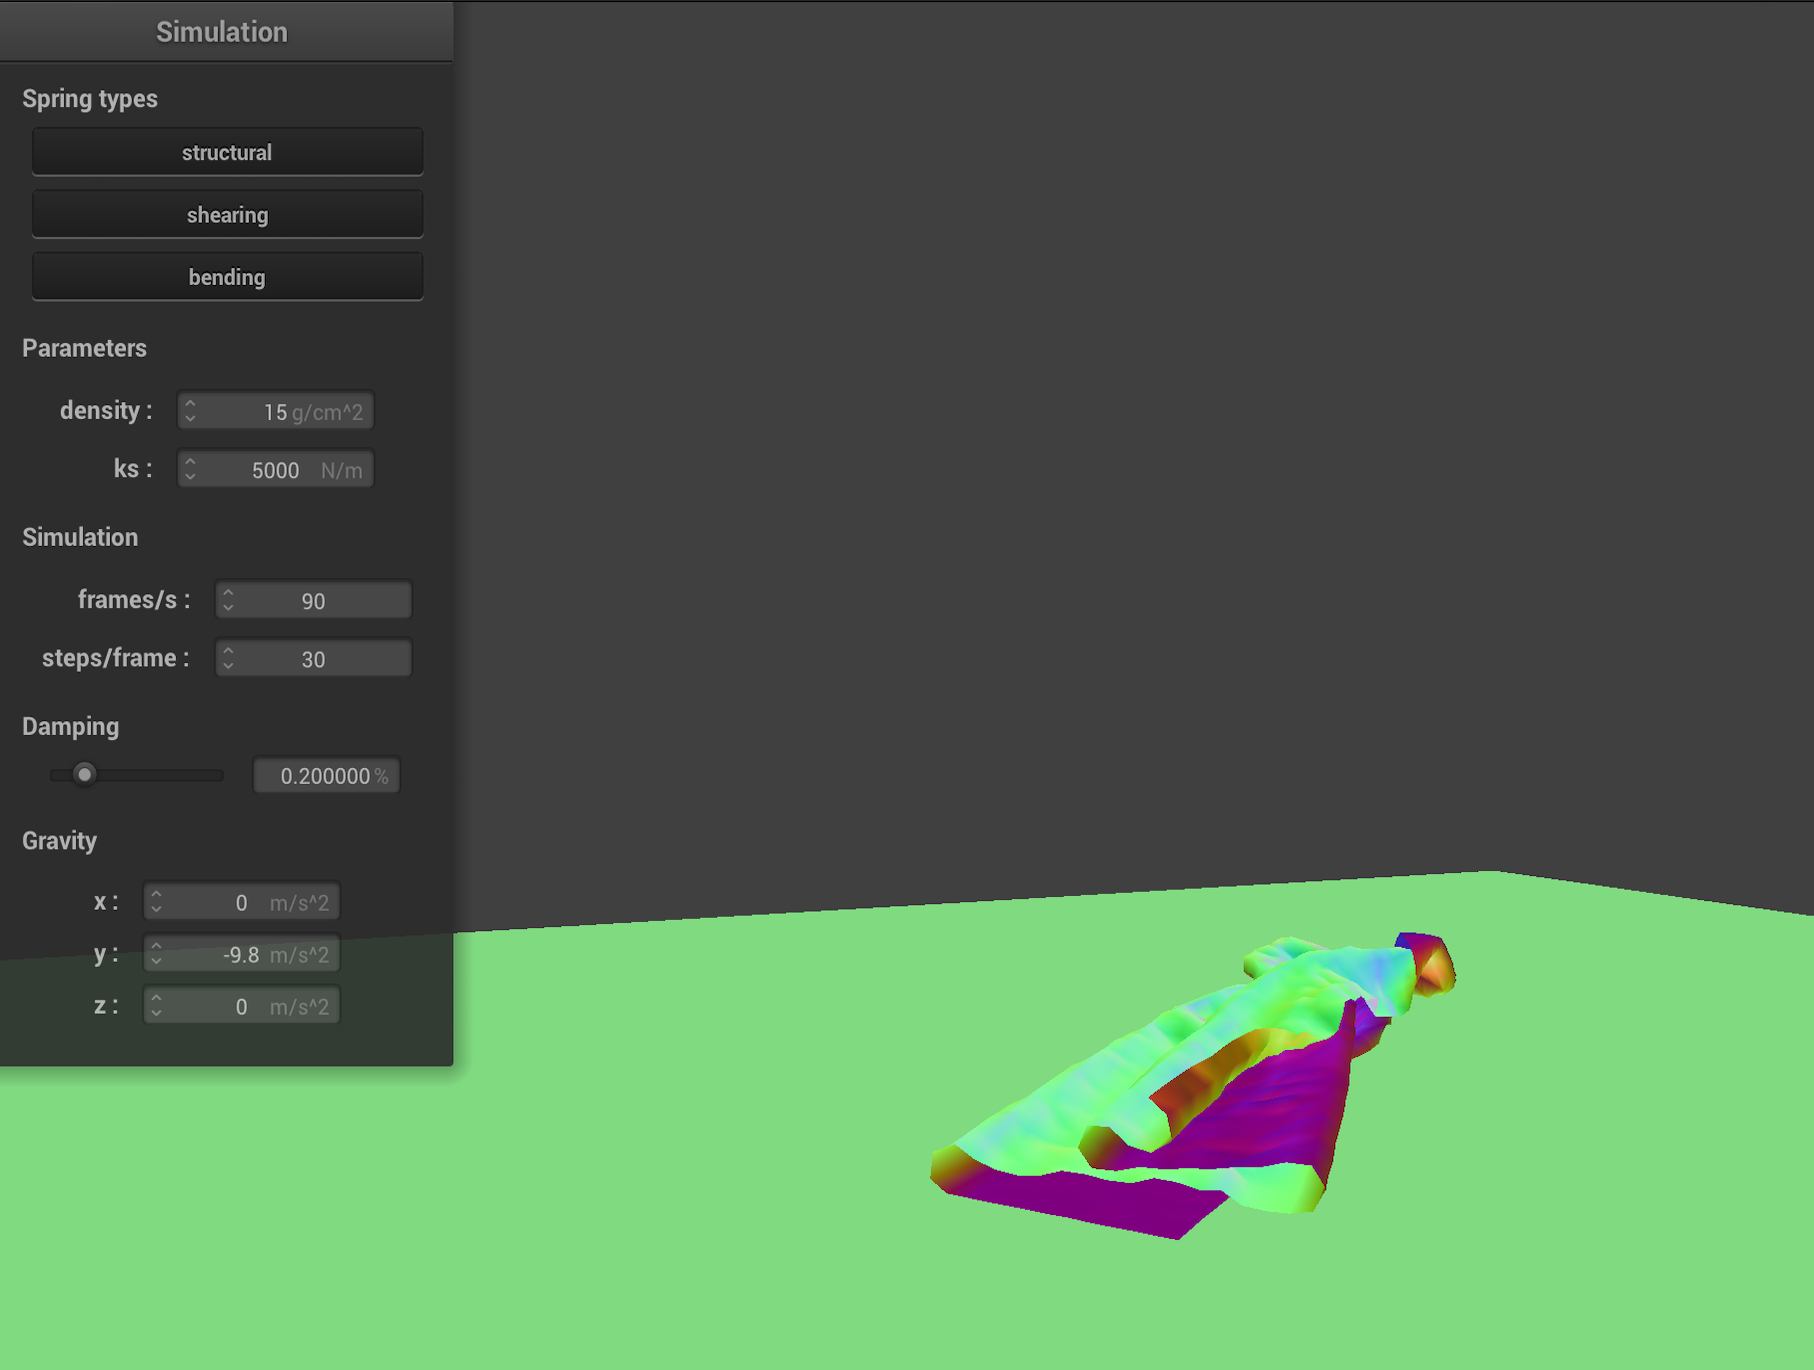 Simulation
Spring types
structural
shearing
bending
Parameters
density : 15 g/cm^2
ks : 5000 N/m
Simulation
frames/s : 90
steps/frame : 30
Damping
0.200000 %
Gravity
x : 0 m/s^2
y : -9.8 m/s^2
z : 0 m/s^2